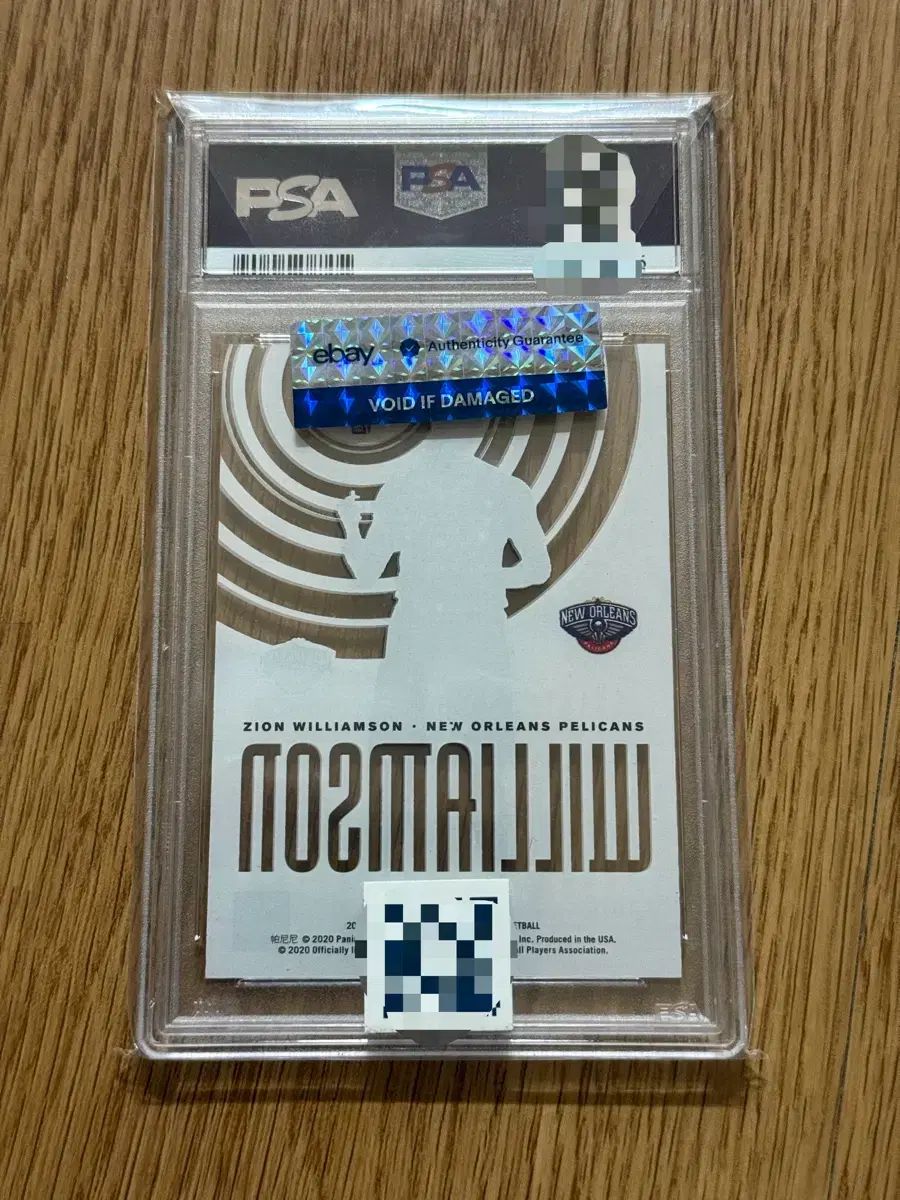 PSA
PSA
ebay Authenticity Guarantee
VOID IF DAMAGED
NEW ORLEANS
PELICANS
ZION WILLIAMSON · NEW ORLEANS PELICANS
WILLIAMSON
帕尼尼 © 2020 Inc. Produced in the USA.
© 2020 Officially Players Association.
PSA